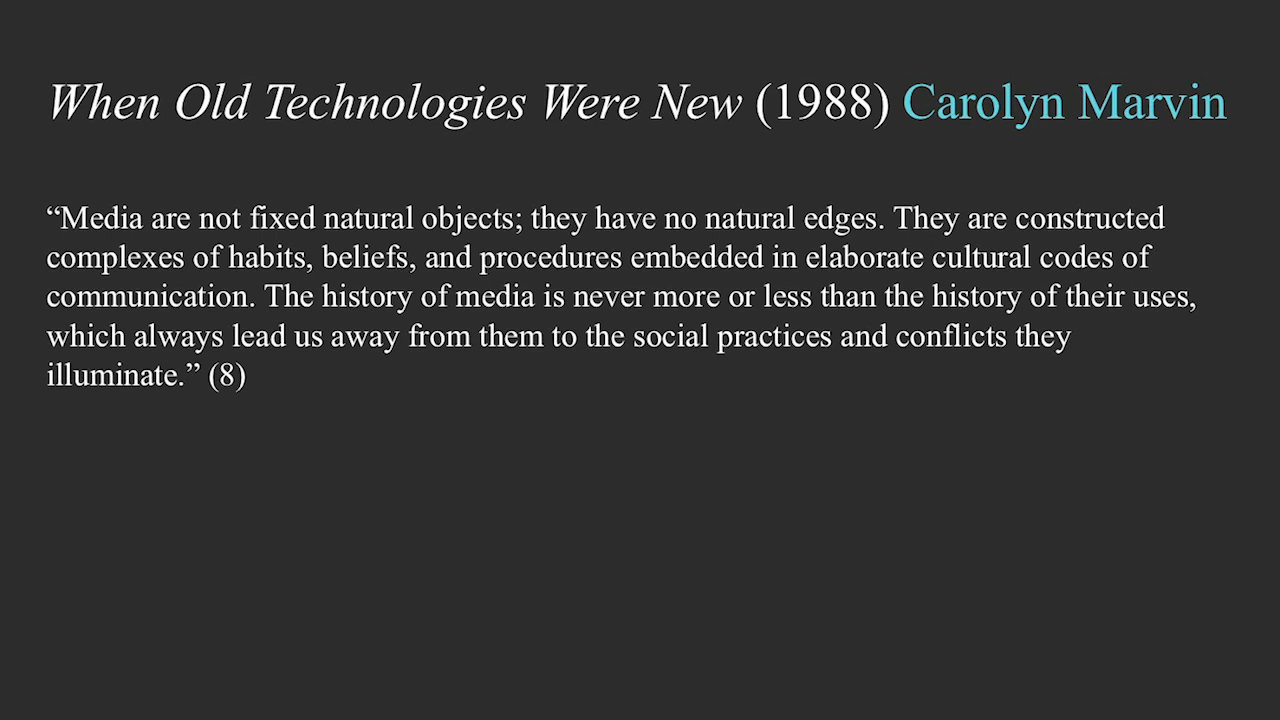 When Old Technologies Were New (1988) Carolyn Marvin
“Media are not fixed natural objects; they have no natural edges. They are constructed
complexes of habits, beliefs, and procedures embedded in elaborate cultural codes of
communication. The history of media is never more or less than the history of their uses,
which always lead us away from them to the social practices and conflicts they
illuminate.” (8)